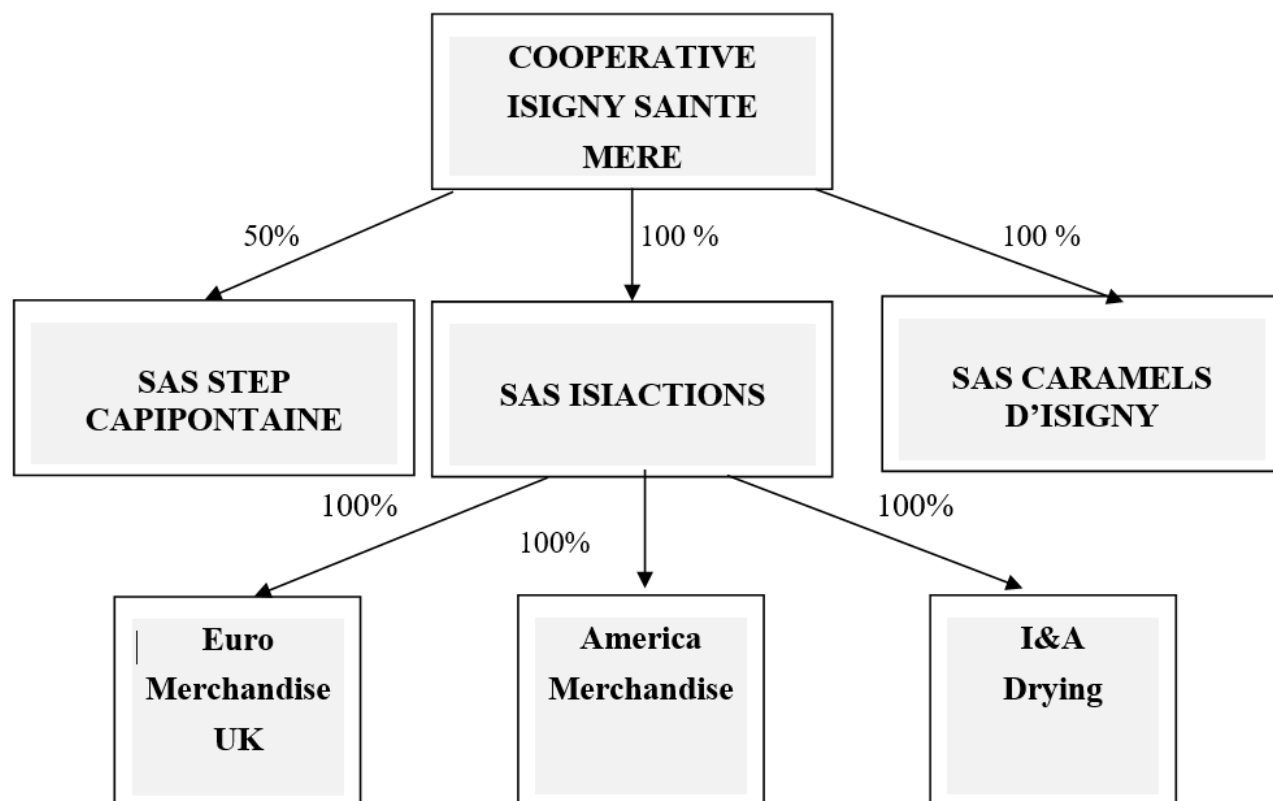 COOPERATIVE
ISIGNY SAINTE
MERE
50%
100 %
100 %
SAS STEP
CAPIPONTAINE
SAS ISIACTIONS
SAS CARAMELS
D’ISIGNY
100%
100%
100%
Euro
Merchandise
UK
America
Merchandise
I&A
Drying